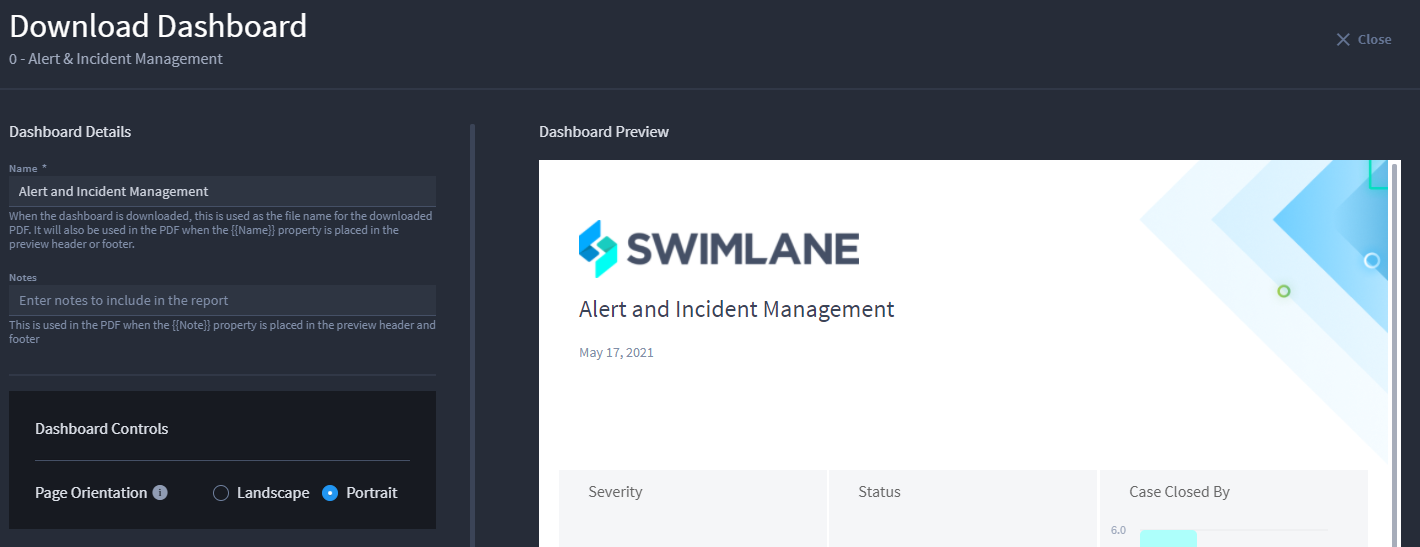 Download Dashboard
0 - Alert & Incident Management
Close
Dashboard Details
Name *
Alert and Incident Management
When the dashboard is downloaded, this is used as the file name for the downloaded
PDF. It will also be used in the PDF when the {{Name}} property is placed in the
preview header or footer.
Notes
Enter notes to include in the report
This is used in the PDF when the {{Note}} property is placed in the preview header and
footer
Dashboard Controls
Page Orientation
Landscape
Portrait
Dashboard Preview
SWIMLANE
Alert and Incident Management
May 17, 2021
Severity
Status
Case Closed By
6.0